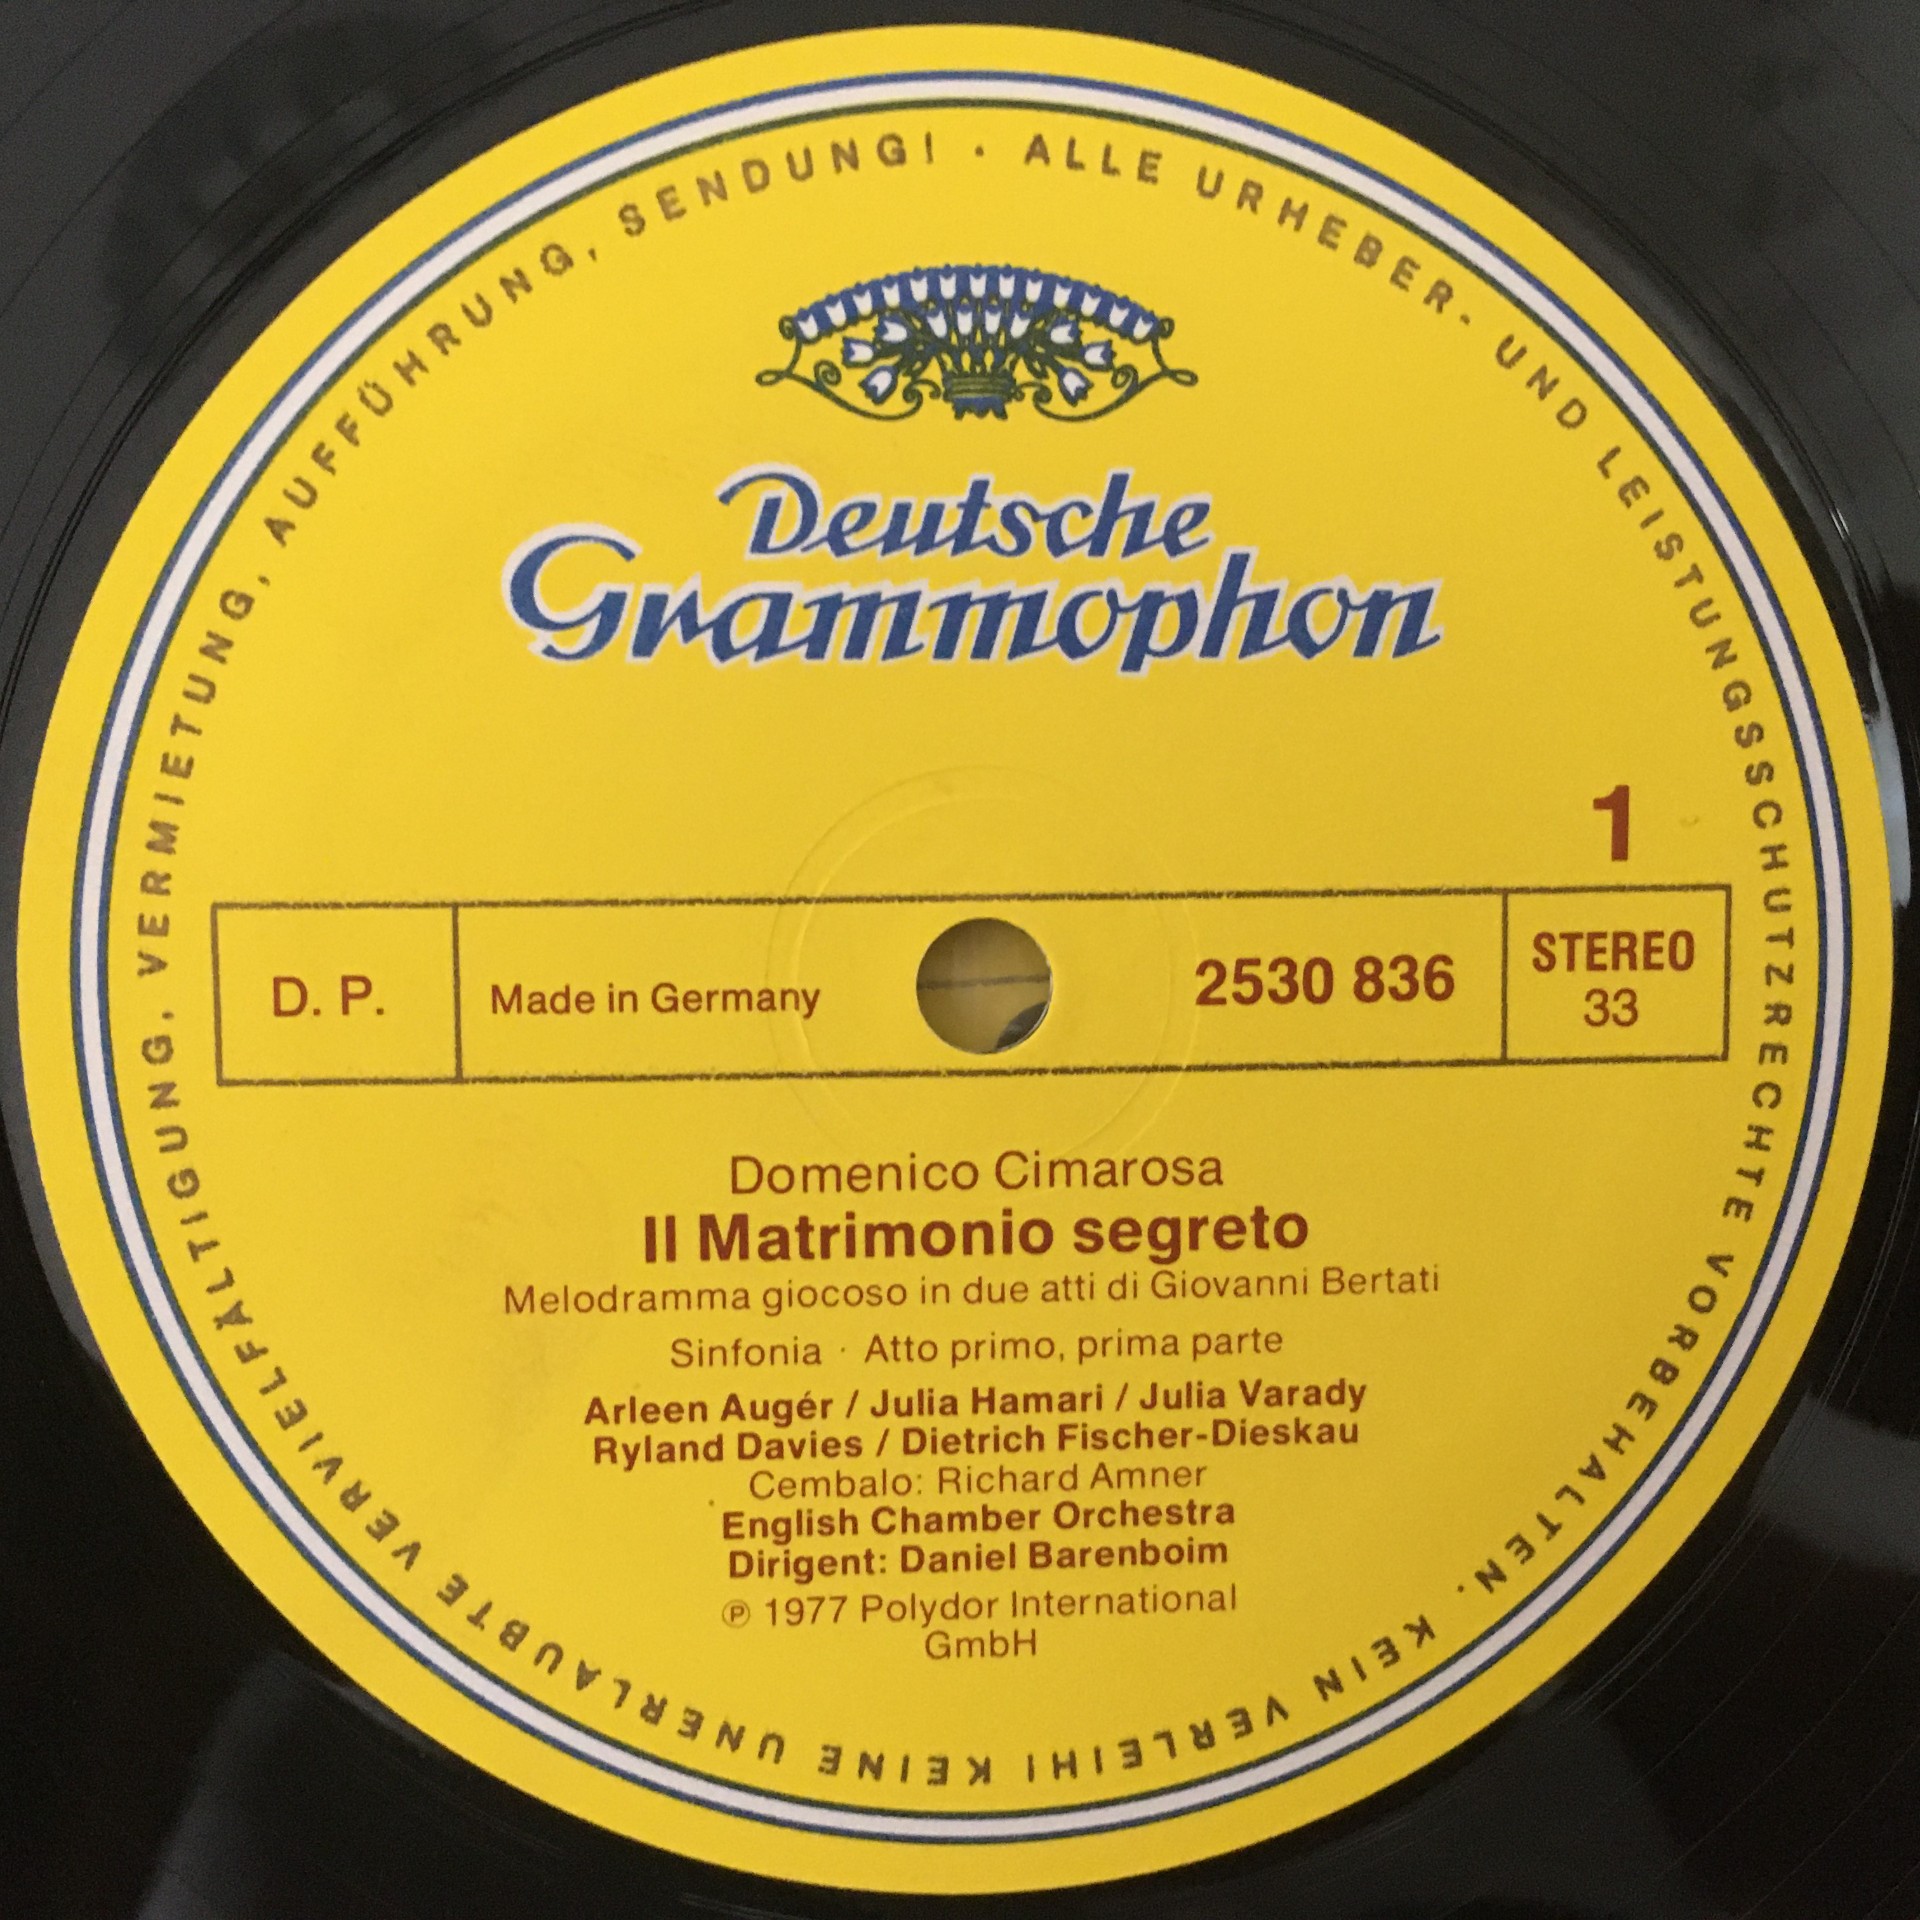 ALLE URHEBER- UND LEISTUNGSSCHUTZRECHTE VORBEHALTEN. KEIN VERLEIH! KEINE UNERLAUBTE VERVIELFÄLTIGUNG, VERMIETUNG, AUFFÜHRUNG, SENDUNG! ·
Deutsche
Grammophon
1
D. P.
Made in Germany
2530 836
STEREO
33
Domenico Cimarosa
Il Matrimonio segreto
Melodramma giocoso in due atti di Giovanni Bertati
Sinfonia · Atto primo, prima parte
Arleen Augér / Julia Hamari / Julia Varady
Ryland Davies / Dietrich Fischer-Dieskau
Cembalo: Richard Amner
English Chamber Orchestra
Dirigent: Daniel Barenboim
℗ 1977 Polydor International
GmbH